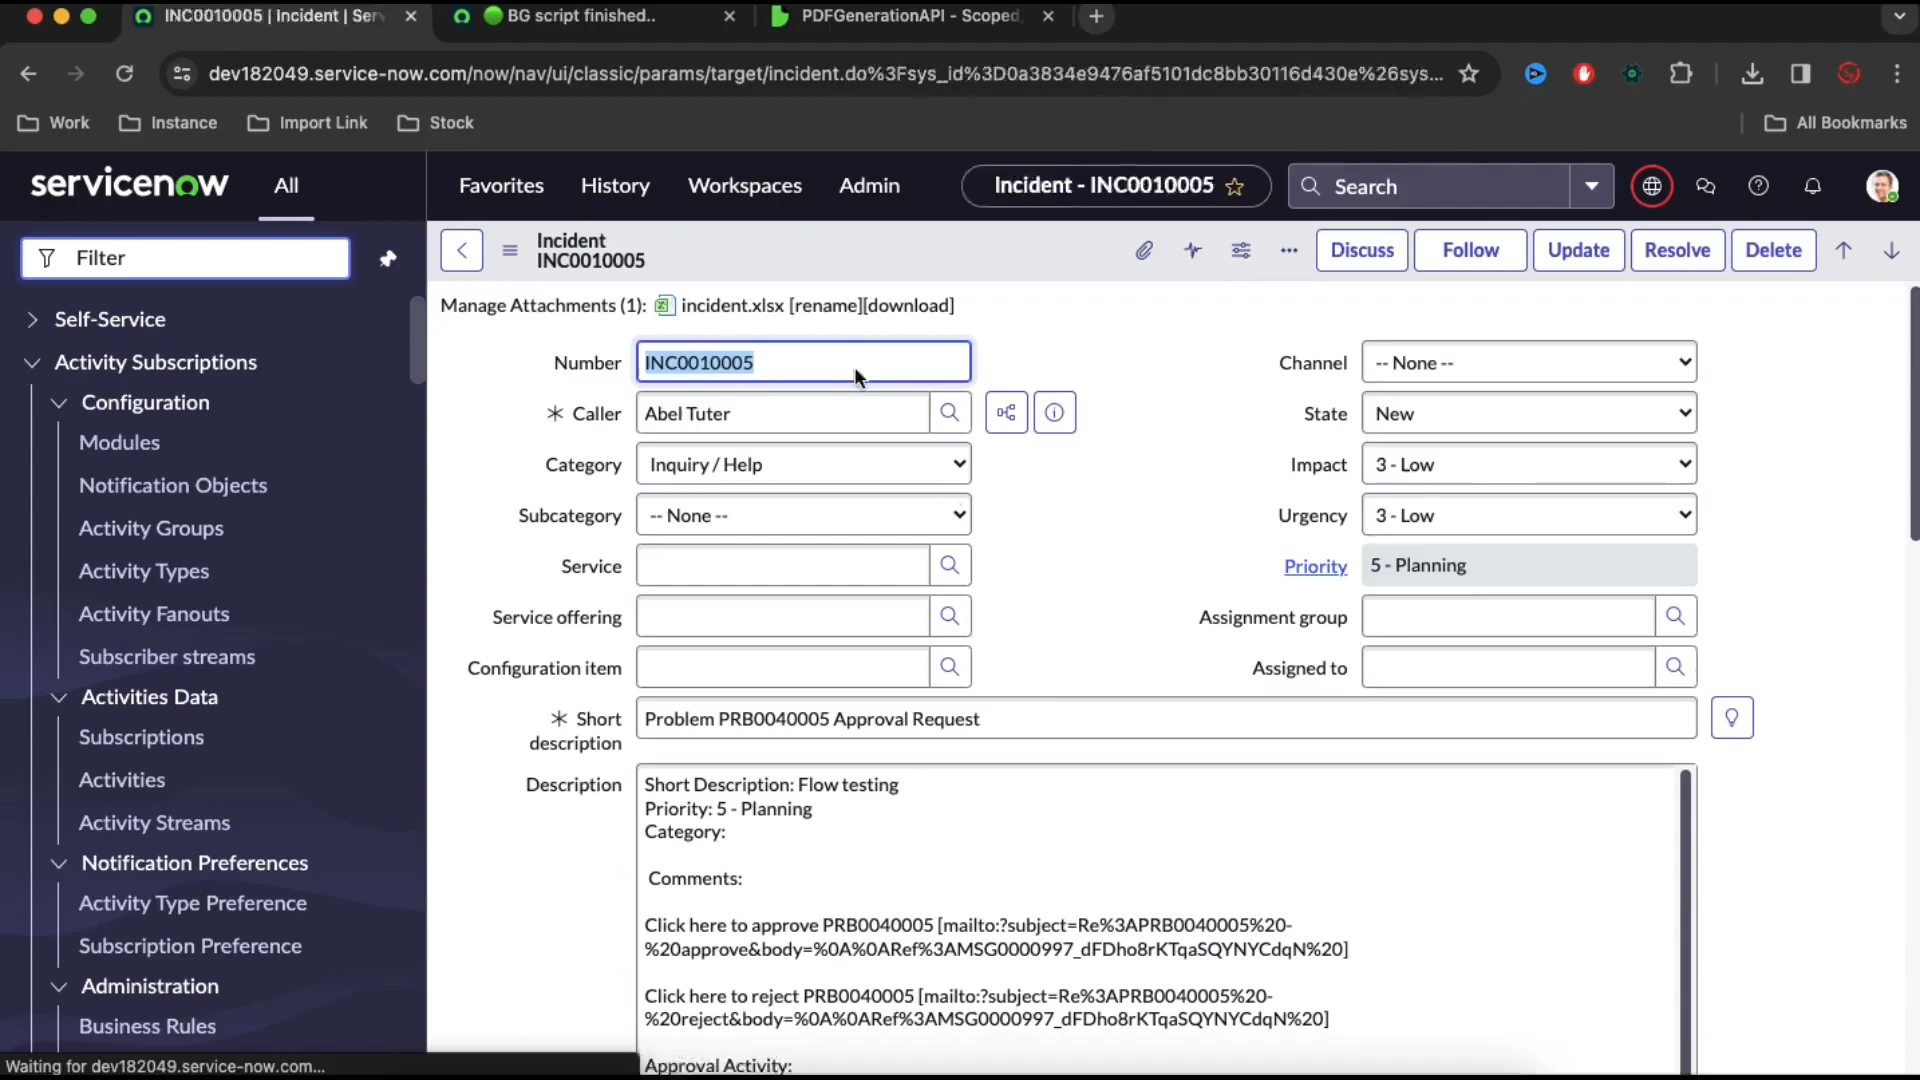 INC0010005 | Incident | Serv
BG script finished..
PDFGenerationAPI - Scoped,
dev182049.service-now.com/now/nav/ui/classic/params/target/incident.do%3Fsys_id%3D0a3834e9476af5101dc8bb30116d430e%26sys...
Work
Instance
Import Link
Stock
All Bookmarks
servicenow
All
Favorites
History
Workspaces
Admin
Incident - INC0010005
Search
Filter
Self-Service
Activity Subscriptions
Configuration
Modules
Notification Objects
Activity Groups
Activity Types
Activity Fanouts
Subscriber streams
Activities Data
Subscriptions
Activities
Activity Streams
Notification Preferences
Activity Type Preference
Subscription Preference
Administration
Business Rules
Waiting for dev182049.service-now.com...
Incident
INC0010005
Discuss
Follow
Update
Resolve
Delete
Manage Attachments (1): incident.xlsx [rename][download]
Number INC0010005
Caller Abel Tuter
Category Inquiry / Help
Subcategory -- None --
Service
Service offering
Configuration item
Channel -- None --
State New
Impact 3 - Low
Urgency 3 - Low
Priority 5 - Planning
Assignment group
Assigned to
Short
description
Problem PRB0040005 Approval Request
Description
Short Description: Flow testing
Priority: 5 - Planning
Category:
Comments:
Click here to approve PRB0040005 [mailto:?subject=Re%3APRB0040005%20-
%20approve&body=%0A%0ARef%3AMSG0000997_dFDho8rKTqaSQYNYCdqN%20]
Click here to reject PRB0040005 [mailto:?subject=Re%3APRB0040005%20-
%20reject&body=%0A%0ARef%3AMSG0000997_dFDho8rKTqaSQYNYCdqN%20]
Approval Activity: